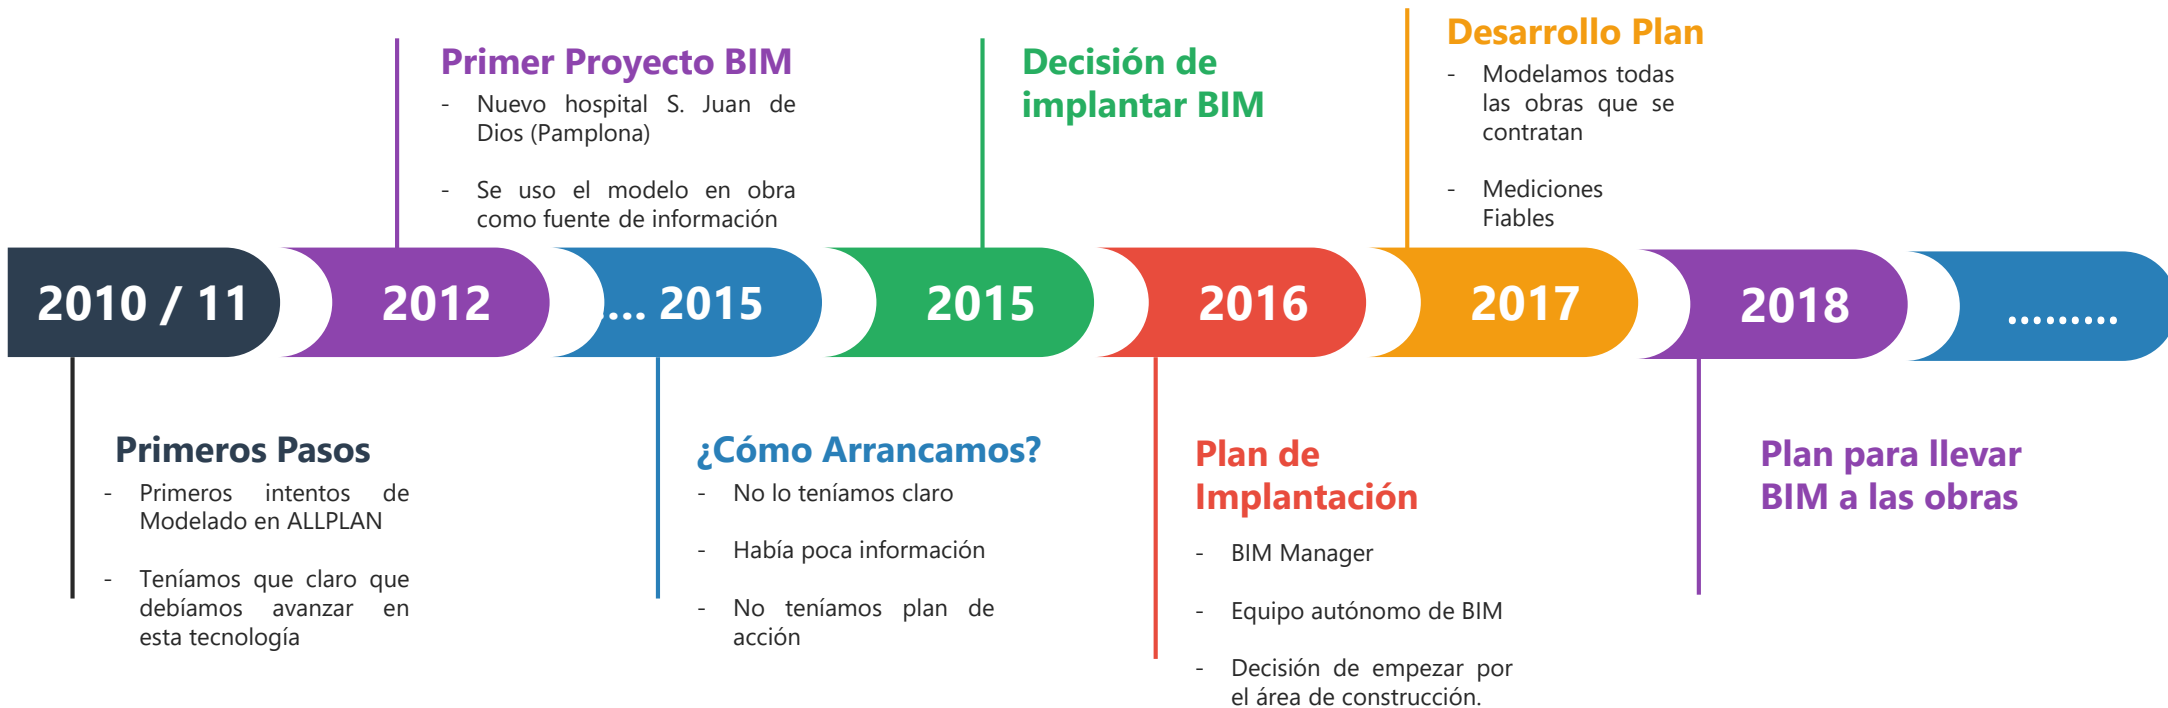 Primer Proyecto BIM
- Nuevo hospital S. Juan de
Dios (Pamplona)
- Se uso el modelo en obra
como fuente de información
Decisión de
implantar BIM
Desarrollo Plan
- Modelamos todas
las obras que se
contratan
- Mediciones
Fiables
2010 / 11
2012
.... 2015
2015
2016
2017
2018
.........
Primeros Pasos
- Primeros intentos de
Modelado en ALLPLAN
- Teníamos que claro que
debíamos avanzar en
esta tecnología
¿Cómo Arrancamos?
- No lo teníamos claro
- Había poca información
- No teníamos plan de
acción
Plan de
Implantación
- BIM Manager
- Equipo autónomo de BIM
- Decisión de empezar por
el área de construcción.
Plan para llevar
BIM a las obras